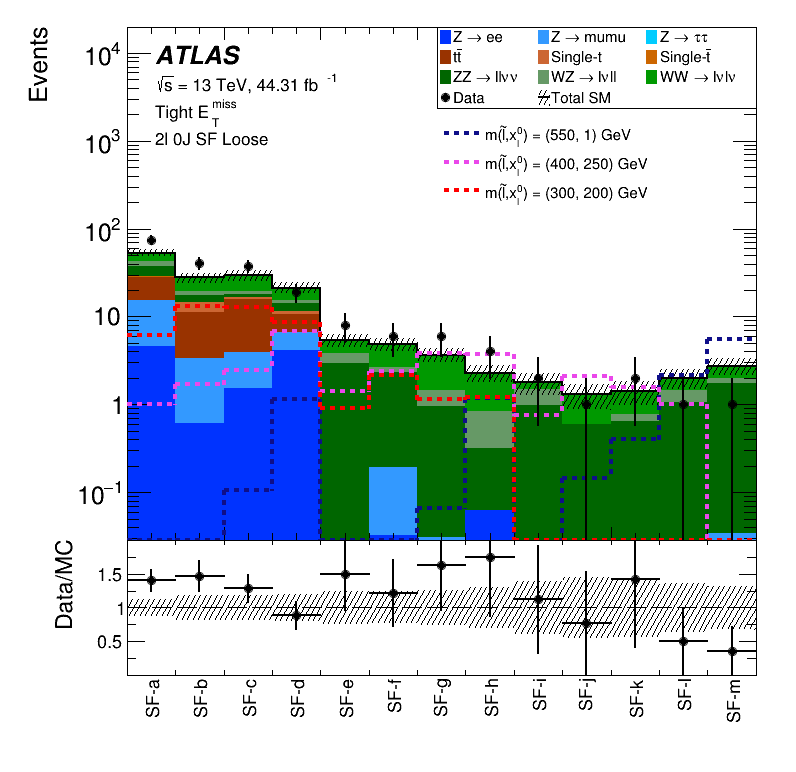 Events
10⁴
10³
10²
10
1
10⁻¹
ATLAS
√s = 13 TeV, 44.31 fb⁻¹
Tight E_T^miss
2l 0J SF Loose
Z → ee
Z → mumu
Z → ττ
tt̄
Single-t
Single-t̄
ZZ → llνν
WZ → lνll
WW → lνlν
Data
Total SM
m(l̃,x̃⁰₁) = (550, 1) GeV
m(l̃,x̃⁰₁) = (400, 250) GeV
m(l̃,x̃⁰₁) = (300, 200) GeV
Data/MC
1.5
1
0.5
SF-a
SF-b
SF-c
SF-d
SF-e
SF-f
SF-g
SF-h
SF-i
SF-j
SF-k
SF-l
SF-m